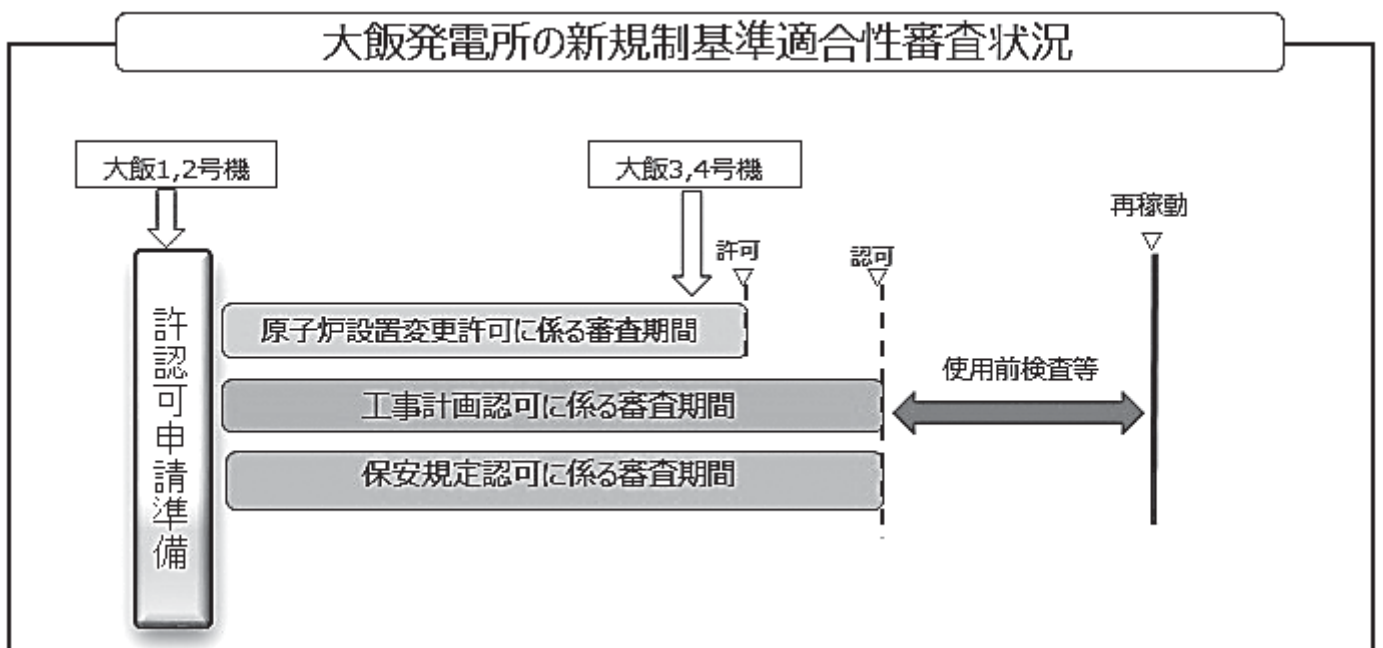 大飯発電所の新規制基準適合性審査状況
大飯1,2号機
大飯3,4号機
再稼動
許可
認可
許認可申請準備
原子炉設置変更許可に係る審査期間
使用前検査等
工事計画認可に係る審査期間
保安規定認可に係る審査期間